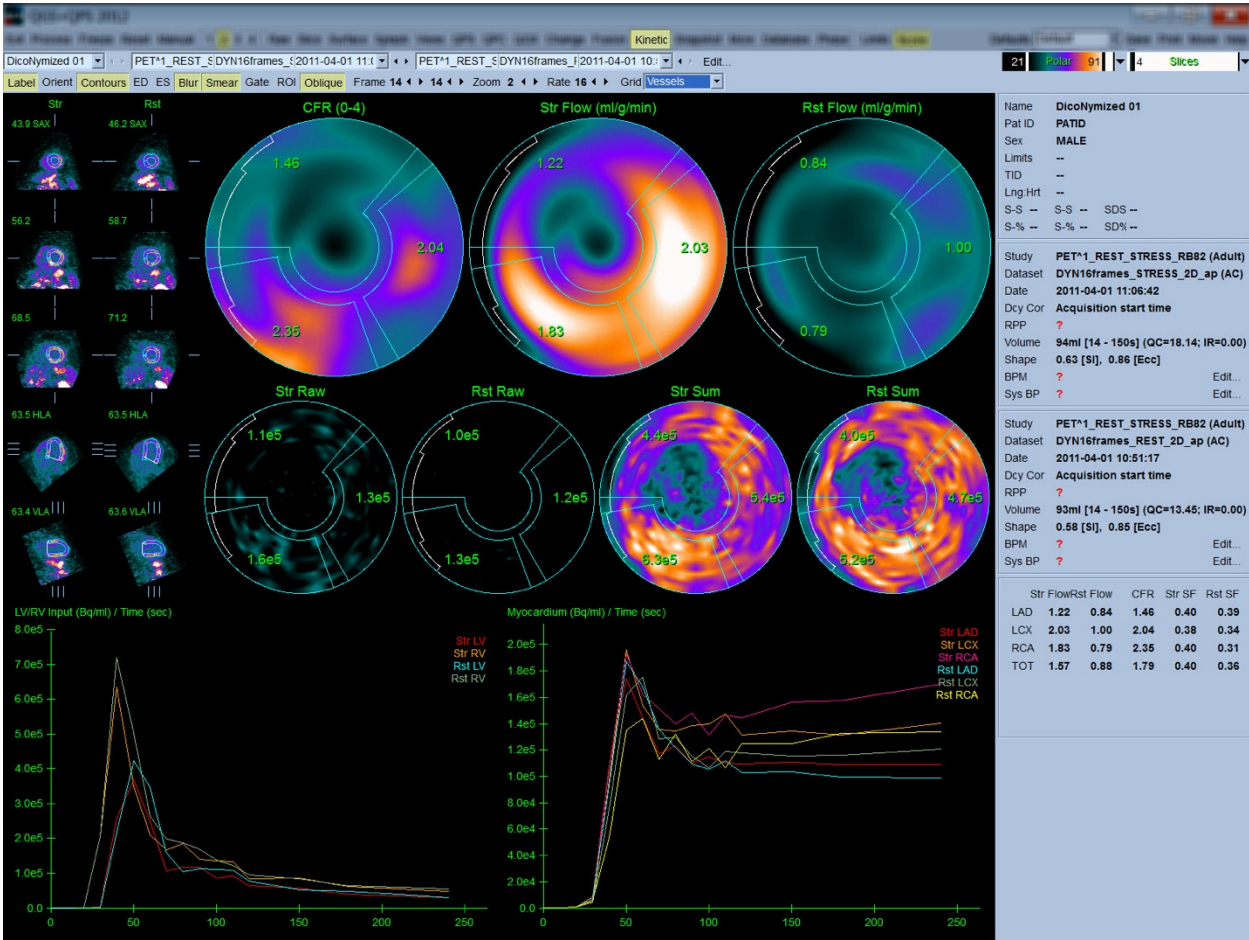 QGS+QPS 2012
Kinetic
DicoNymized 01 PET^1_REST_S DYN16frames_S 2011-04-01 11:0 PET^1_REST_S DYN16frames_F 2011-04-01 10: Edit...
21 Polar 91 4 Slices
Label Orient Contours ED ES Blur Smear Gate ROI Oblique Frame 14 14 Zoom 2 Rate 16 Grid Vessels
Str Rst
43.9 SAX 46.2 SAX
56.2 58.7
68.5 71.2
63.5 HLA 63.5 HLA
63.4 VLA 63.6 VLA
CFR (0-4) Str Flow (ml/g/min) Rst Flow (ml/g/min)
1.46 1.22 0.84
2.04 2.03 1.00
2.35 1.83 0.79
Str Raw Rst Raw Str Sum Rst Sum
1.1e5 1.0e5 4.4e5 4.0e5
1.3e5 1.2e5 5.4e5 4.7e5
1.6e5 1.3e5 6.3e5 5.2e5
LV/RV Input (Bq/ml) / Time (sec)
8.0e5
7.0e5
6.0e5
5.0e5
4.0e5
3.0e5
2.0e5
1.0e5
0.0
0 50 100 150 200 250
Str LV
Str RV
Rst LV
Rst RV
Myocardium (Bq/ml) / Time (sec)
2.0e5
1.8e5
1.6e5
1.4e5
1.2e5
1.0e5
8.0e4
6.0e4
4.0e4
2.0e4
0.0
0 50 100 150 200 250
Str LAD
Str LCX
Str RCA
Rst LAD
Rst LCX
Rst RCA
Name DicoNymized 01
Pat ID PATID
Sex MALE
Limits --
TID --
Lng:Hrt --
S-S -- S-S -- SDS --
S-% -- S-% -- SD% --
Study PET^1_REST_STRESS_RB82 (Adult)
Dataset DYN16frames_STRESS_2D_ap (AC)
Date 2011-04-01 11:06:42
Dcy Cor Acquisition start time
RPP ?
Volume 94ml [14 - 150s] (QC=18.14; IR=0.00)
Shape 0.63 [SI], 0.86 [Ecc]
BPM ? Edit...
Sys BP ? Edit...
Study PET^1_REST_STRESS_RB82 (Adult)
Dataset DYN16frames_REST_2D_ap (AC)
Date 2011-04-01 10:51:17
Dcy Cor Acquisition start time
RPP ?
Volume 93ml [14 - 150s] (QC=13.45; IR=0.00)
Shape 0.58 [SI], 0.85 [Ecc]
BPM ? Edit...
Sys BP ? Edit...
Str Flow Rst Flow CFR Str SF Rst SF
LAD 1.22 0.84 1.46 0.40 0.39
LCX 2.03 1.00 2.04 0.38 0.34
RCA 1.83 0.79 2.35 0.40 0.31
TOT 1.57 0.88 1.79 0.40 0.36